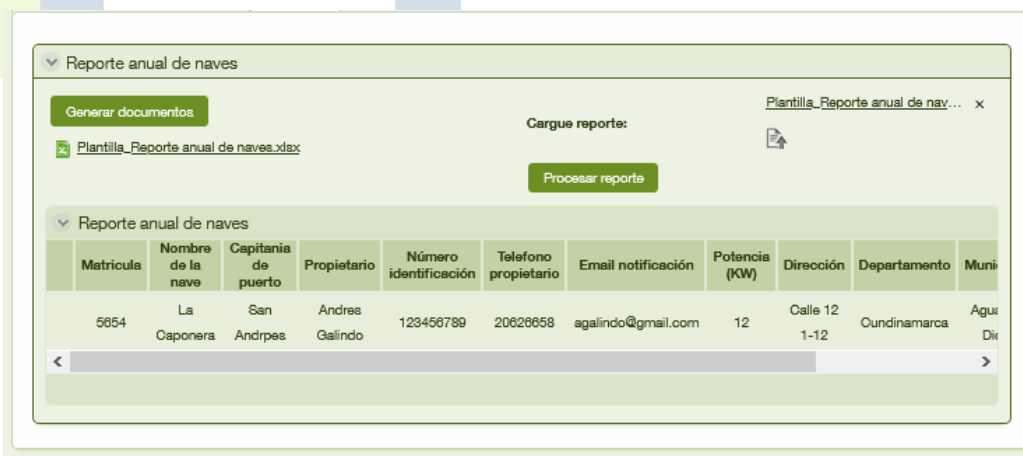 Reporte anual de naves
Generar documentos
Plantilla_Reporte anual de naves.xlsx
Cargue reporte:
Plantilla_Reporte anual de nav... ×
Procesar reporte
Reporte anual de naves
Matricula Nombre de la nave Capitania de puerto Propietario Número identificación Telefono propietario Email notificación Potencia (KW) Dirección Departamento Muni
5654 La Caponera San Andrpes Andres Galindo 123456789 20626658 agalindo@gmail.com 12 Calle 12 1-12 Cundinamarca Agua Di